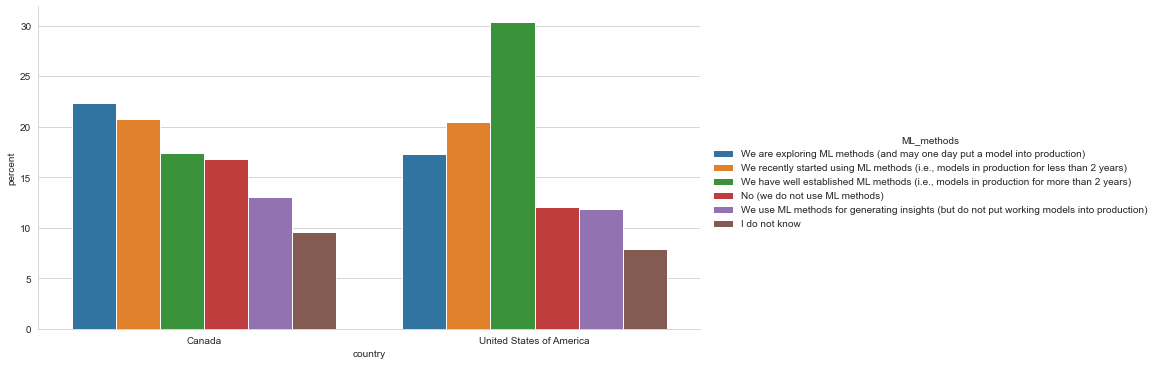 30
25
20
15
10
5
0
percent
Canada
United States of America
country
ML_methods
We are exploring ML methods (and may one day put a model into production)
We recently started using ML methods (i.e., models in production for less than 2 years)
We have well established ML methods (i.e., models in production for more than 2 years)
No (we do not use ML methods)
We use ML methods for generating insights (but do not put working models into production)
I do not know